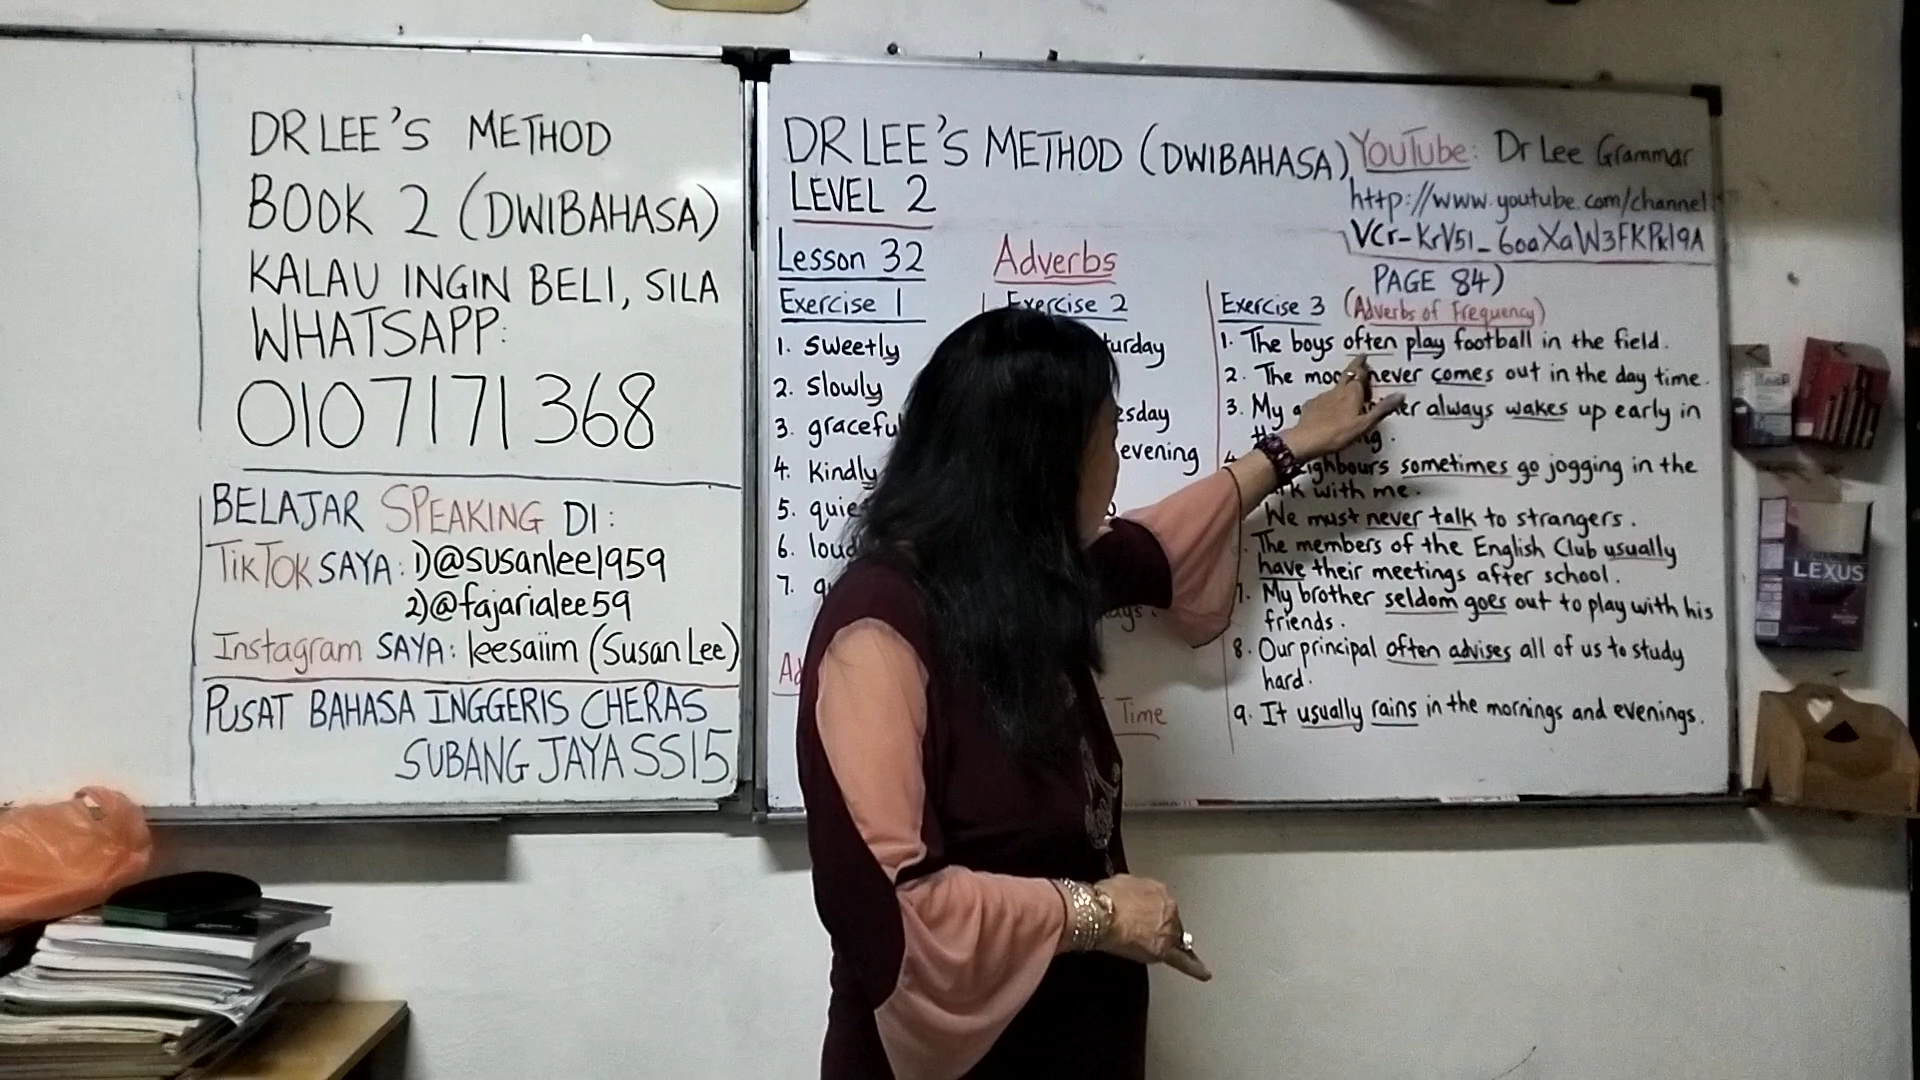 DR LEE'S METHOD
BOOK 2 (DWIBAHASA)
KALAU INGIN BELI, SILA
WHATSAPP:
0107171368
BELAJAR SPEAKING DI:
TikTok SAYA: 1)@susanlee1959
2)@fajarialee59
Instagram SAYA: leesaiim (Susan Lee)
PUSAT BAHASA INGGERIS CHERAS
SUBANG JAYA SS15
DR LEE'S METHOD (DWIBAHASA)
LEVEL 2
YouTube: Dr Lee Grammar
http://www.youtube.com/channel
VCr-KrV51_6oaXaW3FKPkl9A
Lesson 32
Adverbs
PAGE 84)
Exercise 1
1. Sweetly
2. Slowly
3.
4. Kindly
5.
6.
7.
Exercise 2
evening
Time
Exercise 3 (Adverbs of Frequency)
1. The boys often play football in the field.
2. The never comes out in the day time.
3. My always wakes up early in
sometimes go jogging in the
with me.
We must never talk to strangers.
The members of the English Club usually
have their meetings after school.
7. My brother seldom goes out to play with his
friends.
8. Our principal often advises all of us to study
hard.
9. It usually rains in the mornings and evenings.
LEXUS